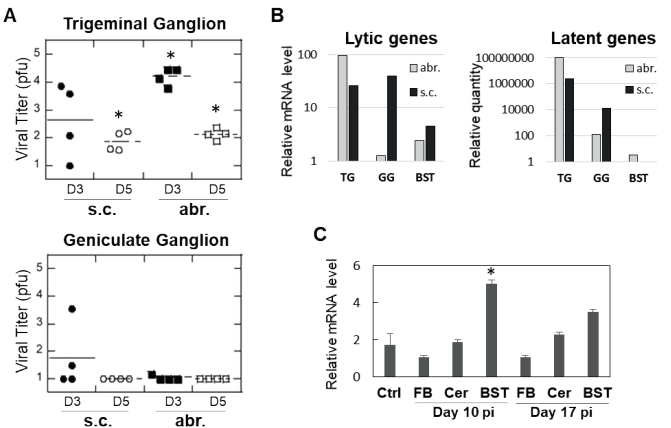 A
Trigeminal Ganglion
Viral Titer (pfu)
5
4
3
2
1
*
*
*
D3 D5 D3 D5
s.c. abr.
Geniculate Ganglion
Viral Titer (pfu)
5
4
3
2
1
D3 D5 D3 D5
s.c. abr.
B
Lytic genes
Relative mRNA level
100
10
1
abr.
s.c.
TG GG BST
Latent genes
Relative quantity
100000000
1000000
10000
100
1
abr.
s.c.
TG GG BST
C
Relative mRNA level
6
4
2
0
*
Ctrl FB Cer BST FB Cer BST
Day 10 pi Day 17 pi